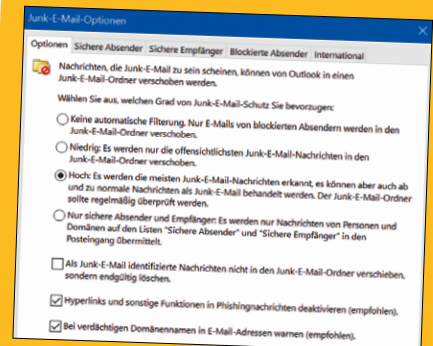 Junk-E-Mail-Optionen
Optionen Sichere Absender Sichere Empfänger Blockierte Absender International
Nachrichten, die Junk-E-Mail zu sein scheinen, können von Outlook in einen
Junk-E-Mail-Ordner verschoben werden.
Wählen Sie aus, welchen Grad von Junk-E-Mail-Schutz Sie bevorzugen:
Keine automatische Filterung. Nur E-Mails von blockierten Absendern werden in den
Junk-E-Mail-Ordner verschoben.
Niedrig: Es werden nur die offensichtlichsten Junk-E-Mail-Nachrichten in den
Junk-E-Mail-Ordner verschoben.
Hoch: Es werden die meisten Junk-E-Mail-Nachrichten erkannt, es können aber auch ab
und zu normale Nachrichten als Junk-E-Mail behandelt werden. Der Junk-E-Mail-Ordner
sollte regelmäßig überprüft werden.
Nur sichere Absender und Empfänger: Es werden nur Nachrichten von Personen und
Domänen auf den Listen "Sichere Absender" und "Sichere Empfänger" in den
Posteingang übermittelt.
Als Junk-E-Mail identifizierte Nachrichten nicht in den Junk-E-Mail-Ordner verschieben,
sondern endgültig löschen.
Hyperlinks und sonstige Funktionen in Phishingnachrichten deaktivieren (empfohlen).
Bei verdächtigen Domänennamen in E-Mail-Adressen warnen (empfohlen).